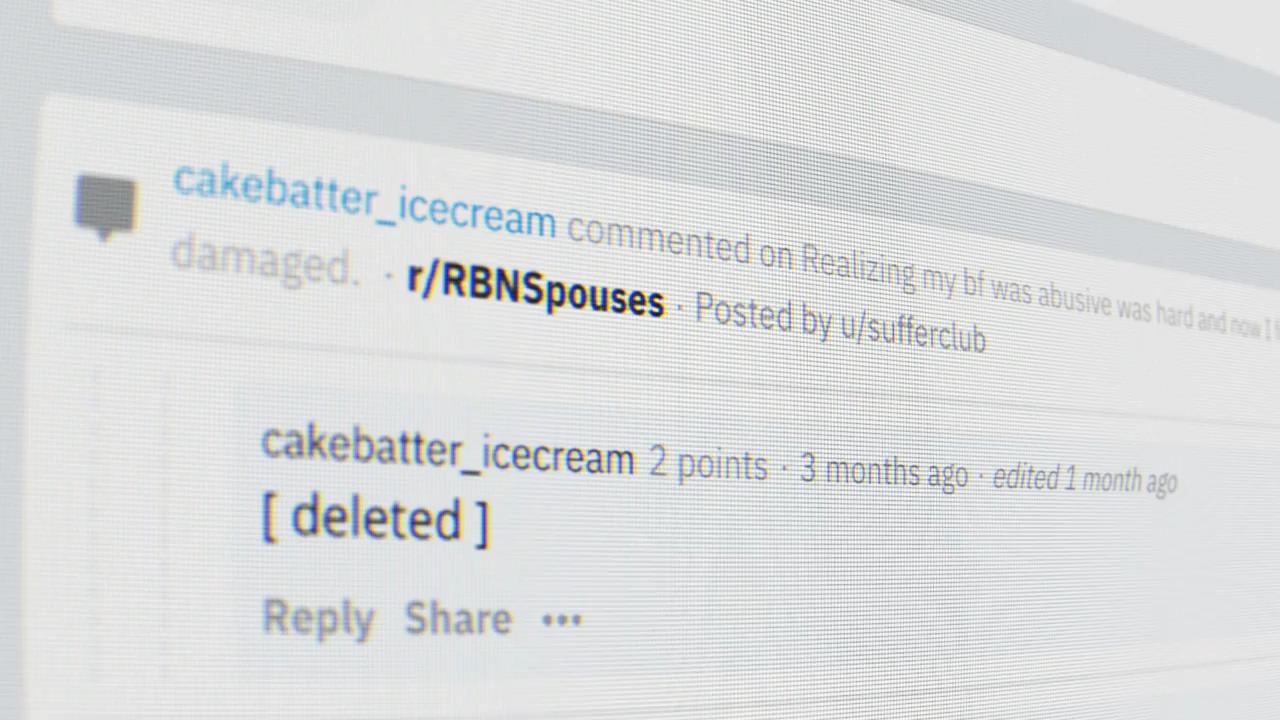 cakebatter_icecream commented on Realizing my bf was abusive was hard and now I
damaged. · r/RBNSpouses · Posted by u/sufferclub
cakebatter_icecream 2 points · 3 months ago · edited 1 month ago
[ deleted ]
Reply Share •••